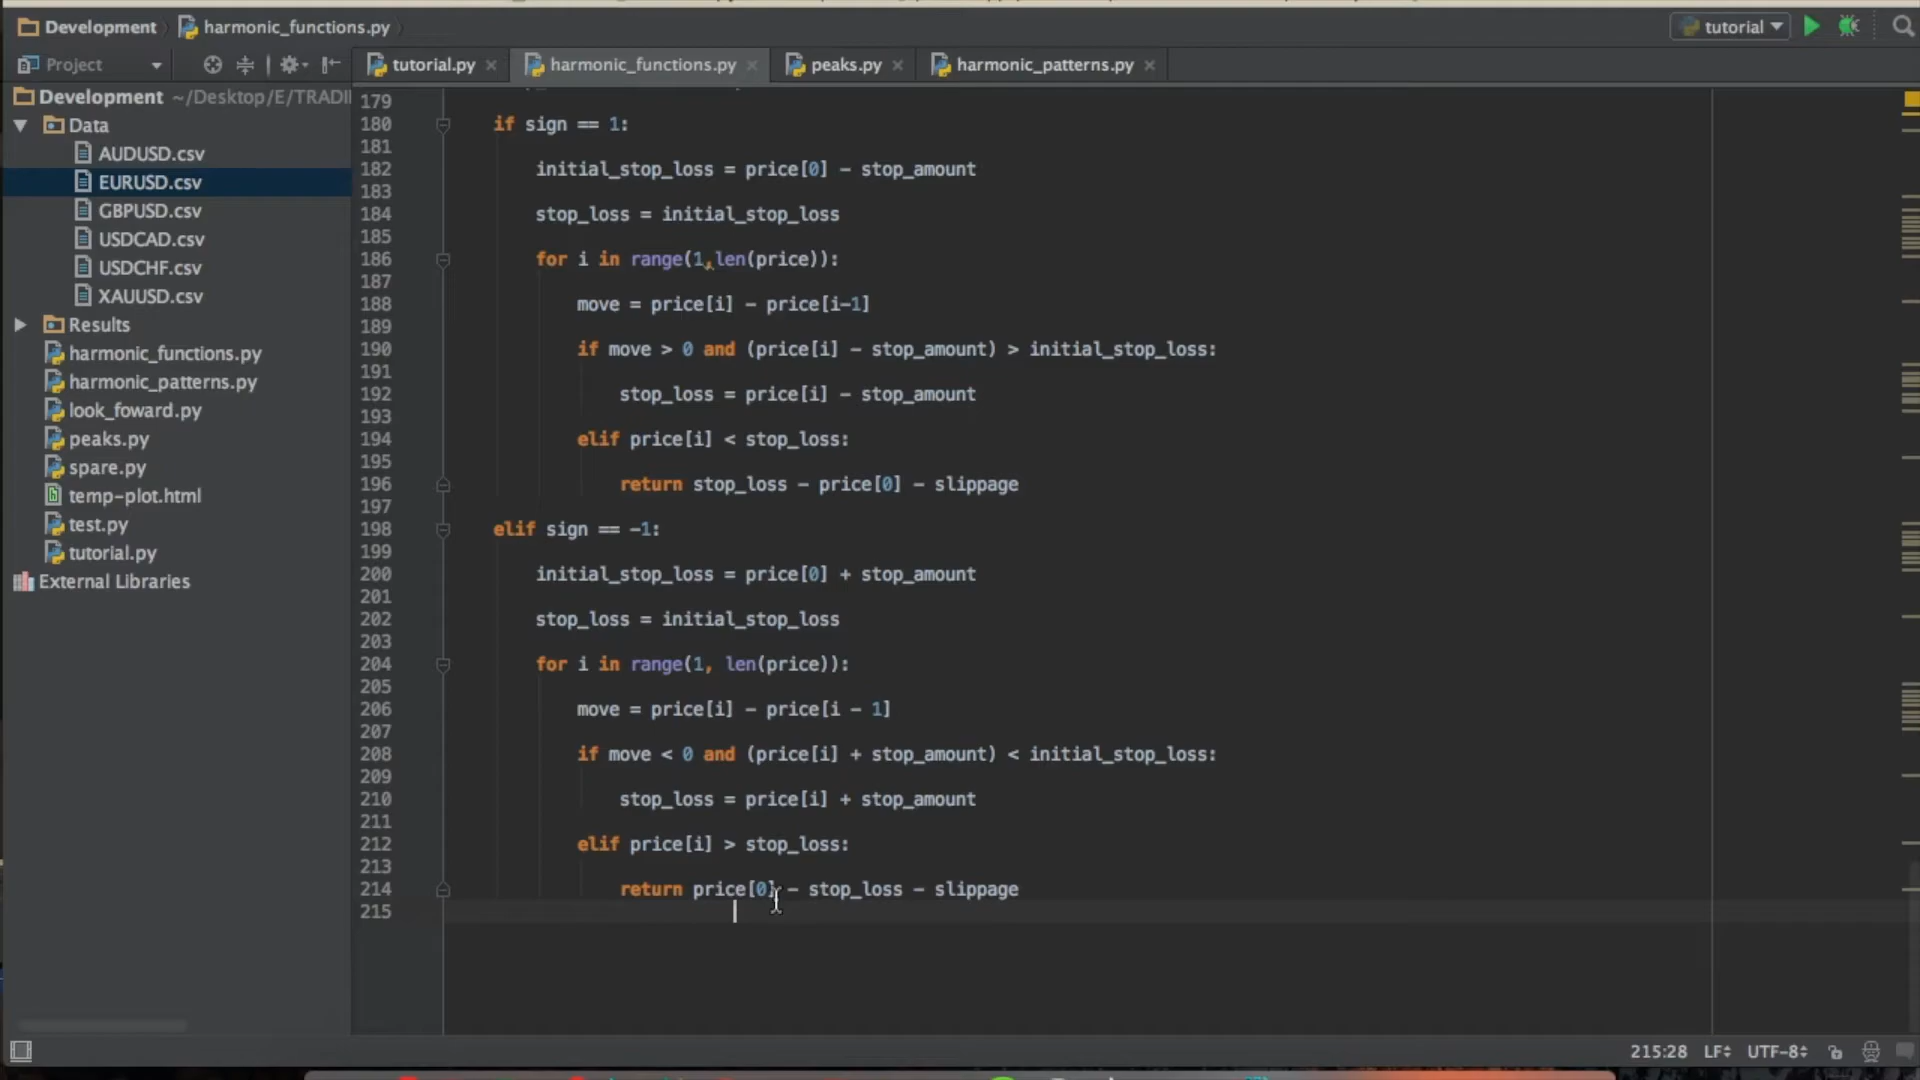 Development harmonic_functions.py tutorial
Project tutorial.py harmonic_functions.py peaks.py harmonic_patterns.py
Development ~/Desktop/E/TRADI
Data
AUDUSD.csv
EURUSD.csv
GBPUSD.csv
USDCAD.csv
USDCHF.csv
XAUUSD.csv
Results
harmonic_functions.py
harmonic_patterns.py
look_foward.py
peaks.py
spare.py
temp-plot.html
test.py
tutorial.py
External Libraries
179
180 if sign == 1:
181
182 initial_stop_loss = price[0] - stop_amount
183
184 stop_loss = initial_stop_loss
185
186 for i in range(1,len(price)):
187
188 move = price[i] - price[i-1]
189
190 if move > 0 and (price[i] - stop_amount) > initial_stop_loss:
191
192 stop_loss = price[i] - stop_amount
193
194 elif price[i] < stop_loss:
195
196 return stop_loss - price[0] - slippage
197
198 elif sign == -1:
199
200 initial_stop_loss = price[0] + stop_amount
201
202 stop_loss = initial_stop_loss
203
204 for i in range(1, len(price)):
205
206 move = price[i] - price[i - 1]
207
208 if move < 0 and (price[i] + stop_amount) < initial_stop_loss:
209
210 stop_loss = price[i] + stop_amount
211
212 elif price[i] > stop_loss:
213
214 return price[0] - stop_loss - slippage
215
215:28 LF UTF-8